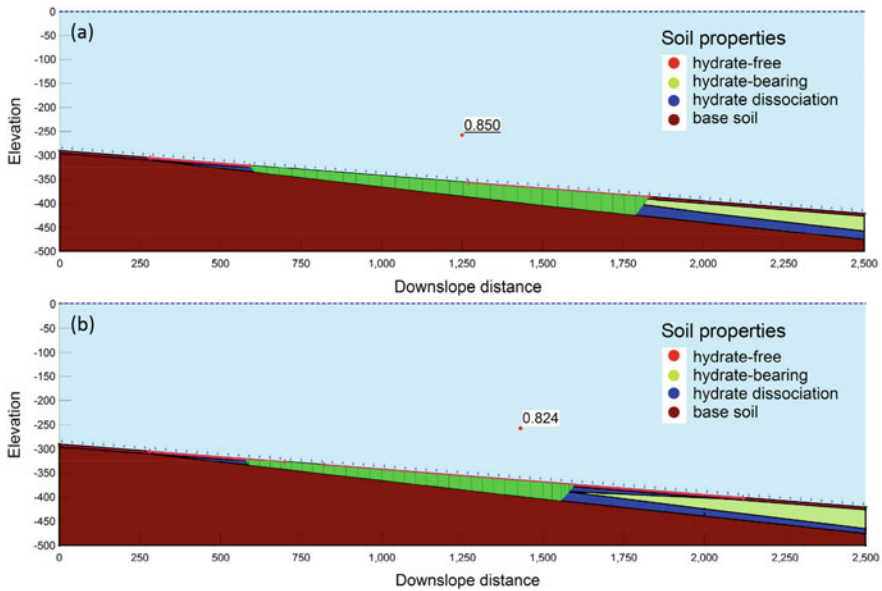 (a)
0
-50
-100
-150
-200
-250
-300
-350
-400
-450
-500
Elevation
0.850
Soil properties
hydrate-free
hydrate-bearing
hydrate dissociation
base soil
0 250 500 750 1,000 1,250 1,500 1,750 2,000 2,250 2,500
Downslope distance
(b)
0
-50
-100
-150
-200
-250
-300
-350
-400
-450
-500
Elevation
0.824
Soil properties
hydrate-free
hydrate-bearing
hydrate dissociation
base soil
0 250 500 750 1,000 1,250 1,500 1,750 2,000 2,250 2,500
Downslope distance